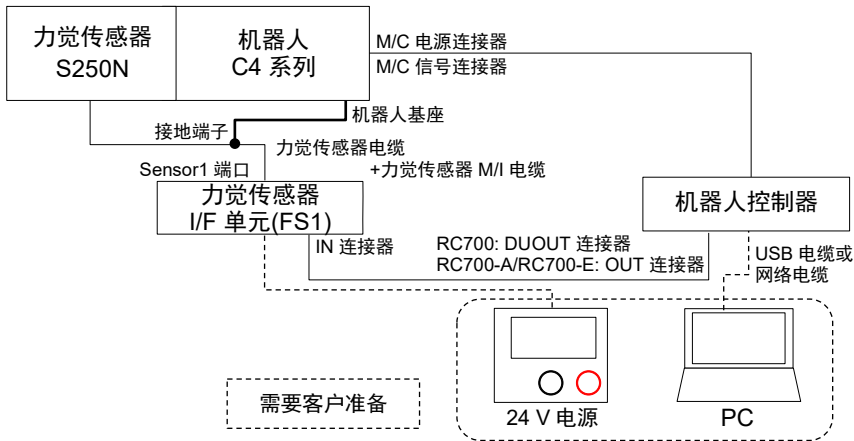 力觉传感器
S250N
机器人
C4 系列
M/C 电源连接器
M/C 信号连接器
机器人基座
接地端子
力觉传感器电缆
+力觉传感器 M/I 电缆
Sensor1 端口
力觉传感器
I/F 单元(FS1)
机器人控制器
IN 连接器
RC700: DUOUT 连接器
RC700-A/RC700-E: OUT 连接器
USB 电缆或
网络电缆
需要客户准备
24 V 电源
PC